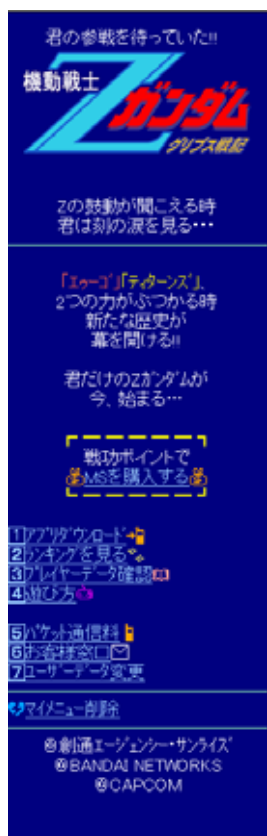 君の参戦を待っていた!!
機動戦士
Zガンダム
グリプス戦記
Zの鼓動が聞こえる時
君は刻の涙を見る…
「ｴｩｰｺﾞ」「ﾃｨﾀｰﾝｽﾞ」、
2つの力がぶつかる時
新たな歴史が
幕を開ける!!
君だけのZｶﾞﾝﾀﾞﾑが
今、始まる…
戦功ポイントで
MSを購入する
1ｱﾌﾟﾘﾀﾞｳﾝﾛｰﾄﾞ
2ﾗﾝｷﾝｸﾞを見る
3ﾌﾟﾚｲﾔｰﾃﾞｰﾀ確認
4遊び方
5ﾊﾟｹｯﾄ通信料
6お客様窓口
7ﾕｰｻﾞｰﾃﾞｰﾀ変更
ﾏｲﾒﾆｭｰ削除
©創通ｴｰｼﾞｪﾝｼｰ・ｻﾝﾗｲｽﾞ
©BANDAI NETWORKS
©CAPCOM